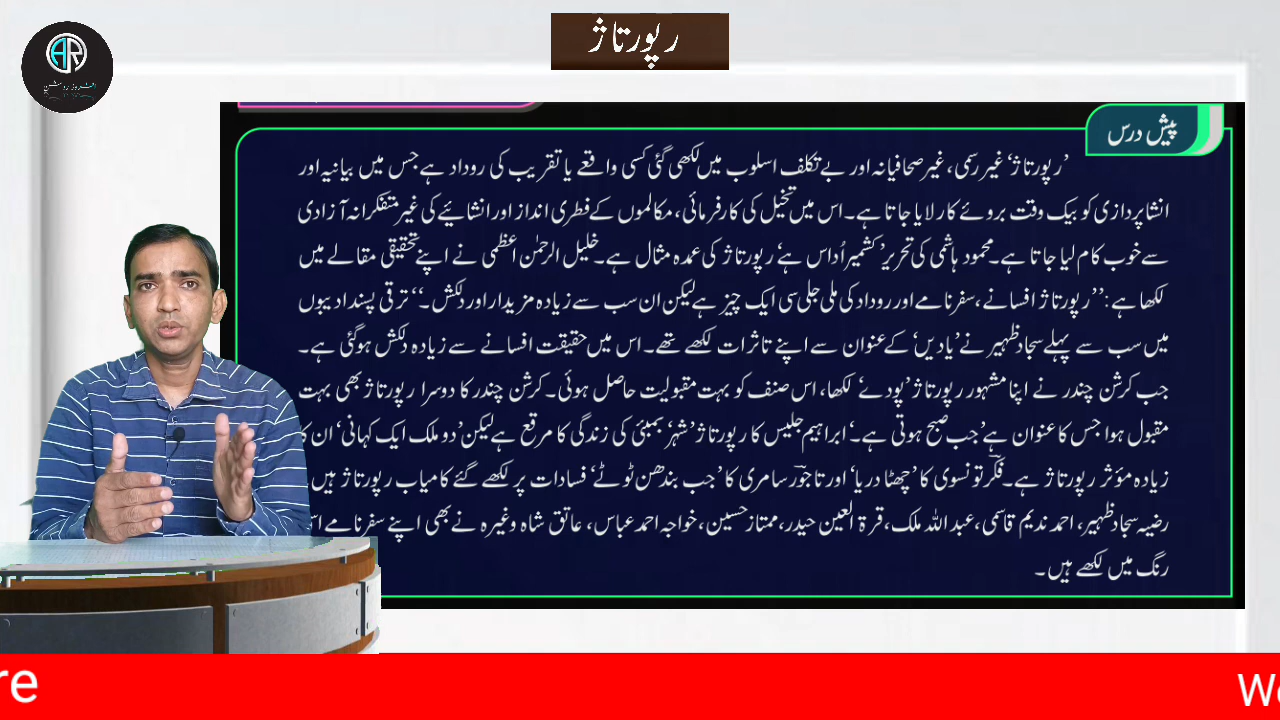 رپورتاژ
AR
افروز روشنی
پیش درس
’رپورتاژ‘ غیر رسمی، غیر صحافیانہ اور بے تکلف اسلوب میں لکھی گئی کسی واقعے یا تقریب کی روداد ہے جس میں بیانیہ اور
انشا پردازی کو بیک وقت بروئے کار لایا جاتا ہے۔ اس میں تخیل کی کارفرمائی، مکالموں کے فطری انداز اور انشائیے کی غیر متفکرانہ آزادی
سے خوب کام لیا جاتا ہے۔ محمود ہاشمی کی تحریر ’کشمیر اُداس ہے‘ رپورتاژ کی عمدہ مثال ہے۔ خلیل الرحمٰن اعظمی نے اپنے تحقیقی مقالے میں
لکھا ہے: ’’رپورتاژ افسانے، سفرنامے اور روداد کی ملی جلی سی ایک چیز ہے لیکن ان سب سے زیادہ مزیدار اور دلکش۔‘‘ ترقی پسند ادیبوں
میں سب سے پہلے سجاد ظہیر نے ’یادیں‘ کے عنوان سے اپنے تاثرات لکھے تھے۔ اس میں حقیقت افسانے سے زیادہ دلکش ہوگئی ہے۔
جب کرشن چندر نے اپنا مشہور رپورتاژ ’پودے‘ لکھا، اس صنف کو بہت مقبولیت حاصل ہوئی۔ کرشن چندر کا دوسرا رپورتاژ بھی بہت
مقبول ہوا جس کا عنوان ہے ’جب صبح ہوتی ہے‘۔ ابراہیم جلیس کا رپورتاژ ’شہر‘ بمبئی کی زندگی کا مرقع ہے لیکن ’دو ملک ایک کہانی‘ ان کا
زیادہ مؤثر رپورتاژ ہے۔ فکرؔ تونسوی کا ’چھٹا دریا‘ اور تاجورؔ سامری کا ’جب بندھن ٹوٹے‘ فسادات پر لکھے گئے کامیاب رپورتاژ ہیں
رضیہ سجاد ظہیر، احمد ندیم قاسمی، عبداللہ ملک، قرۃ العین حیدر، ممتاز حسین، خواجہ احمد عباس، عاتق شاہ وغیرہ نے بھی اپنے سفرنامے
رنگ میں لکھے ہیں۔
re